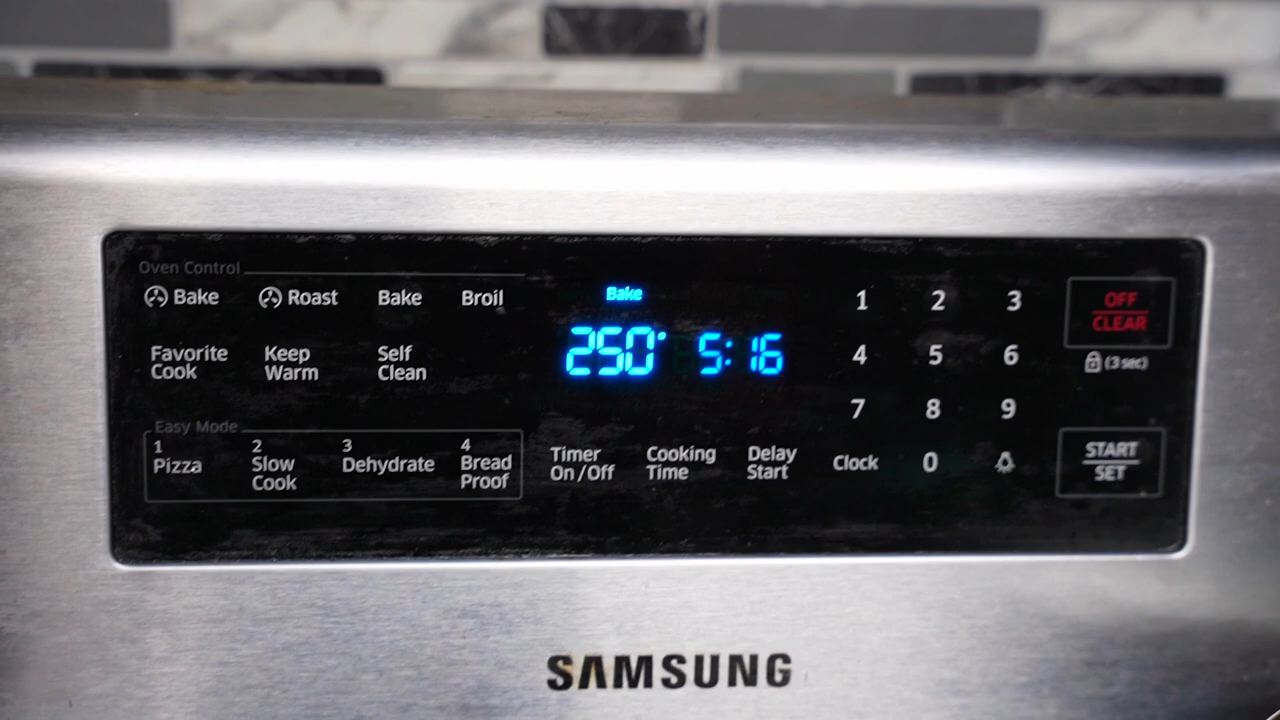 Oven Control
Bake Roast Bake Broil
Favorite Cook
Keep Warm
Self Clean
Easy Mode
1 Pizza
2 Slow Cook
3 Dehydrate
4 Bread Proof
Bake
250° 5:16
Timer On/Off
Cooking Time
Delay Start
1 2 3
4 5 6
7 8 9
Clock 0
OFF
CLEAR
(3 sec)
START
SET
SAMSUNG